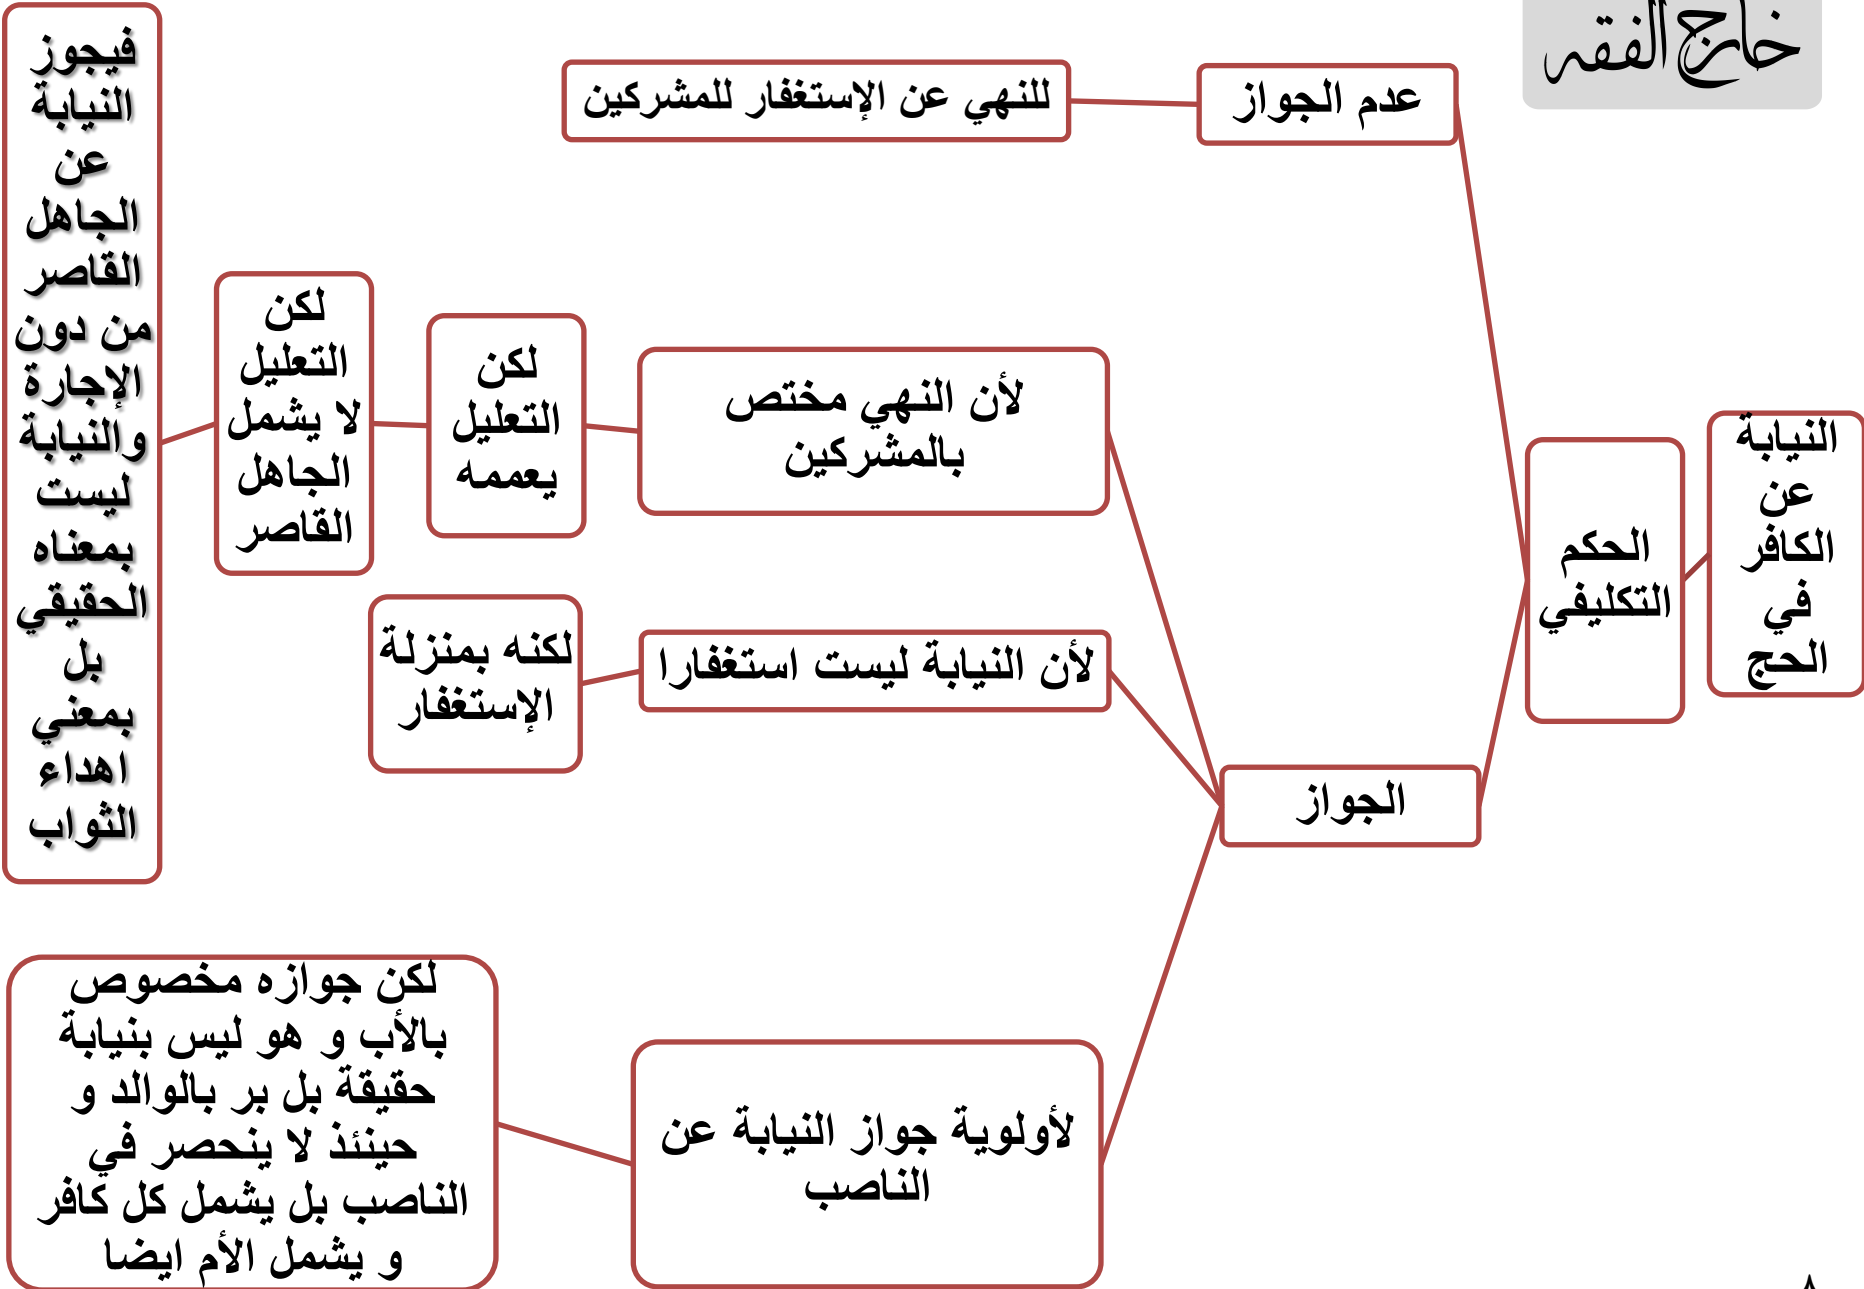 خارج الفقه
النيابة
عن
الكافر
في
الحج
الحكم
التكليفي
عدم الجواز
للنهي عن الإستغفار للمشركين
الجواز
لأن النهي مختص
بالمشركين
لكن
التعليل
يعممه
لكن
التعليل
لا يشمل
الجاهل
القاصر
فيجوز
النيابة
عن
الجاهل
القاصر
من دون
الإجارة
والنيابة
ليست
بمعناه
الحقيقي
بل
بمعني
اهداء
الثواب
لأن النيابة ليست استغفارا
لكنه بمنزلة
الإستغفار
لأولوية جواز النيابة عن
الناصب
لكن جوازه مخصوص
بالأب و هو ليس بنيابة
حقيقة بل بر بالوالد و
حينئذ لا ينحصر في
الناصب بل يشمل كل كافر
و يشمل الأم ايضا
٨